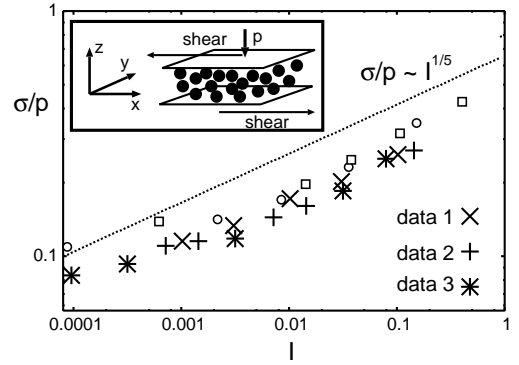 1
z
y
x
shear
p
shear
σ/p ~ I^{1/5}
σ/p
data 1
data 2
data 3
0.1
0.0001 0.001 0.01 0.1 1
I